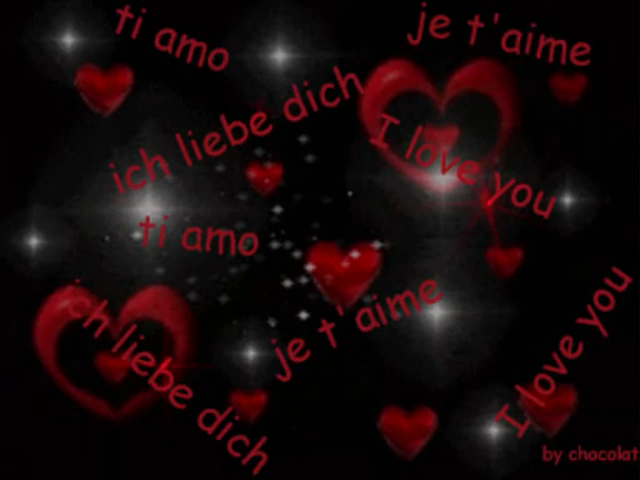 ti amo
je t'aime
ich liebe dich
I love you
ti amo
je t'aime
ich liebe dich
I love you
by chocolat